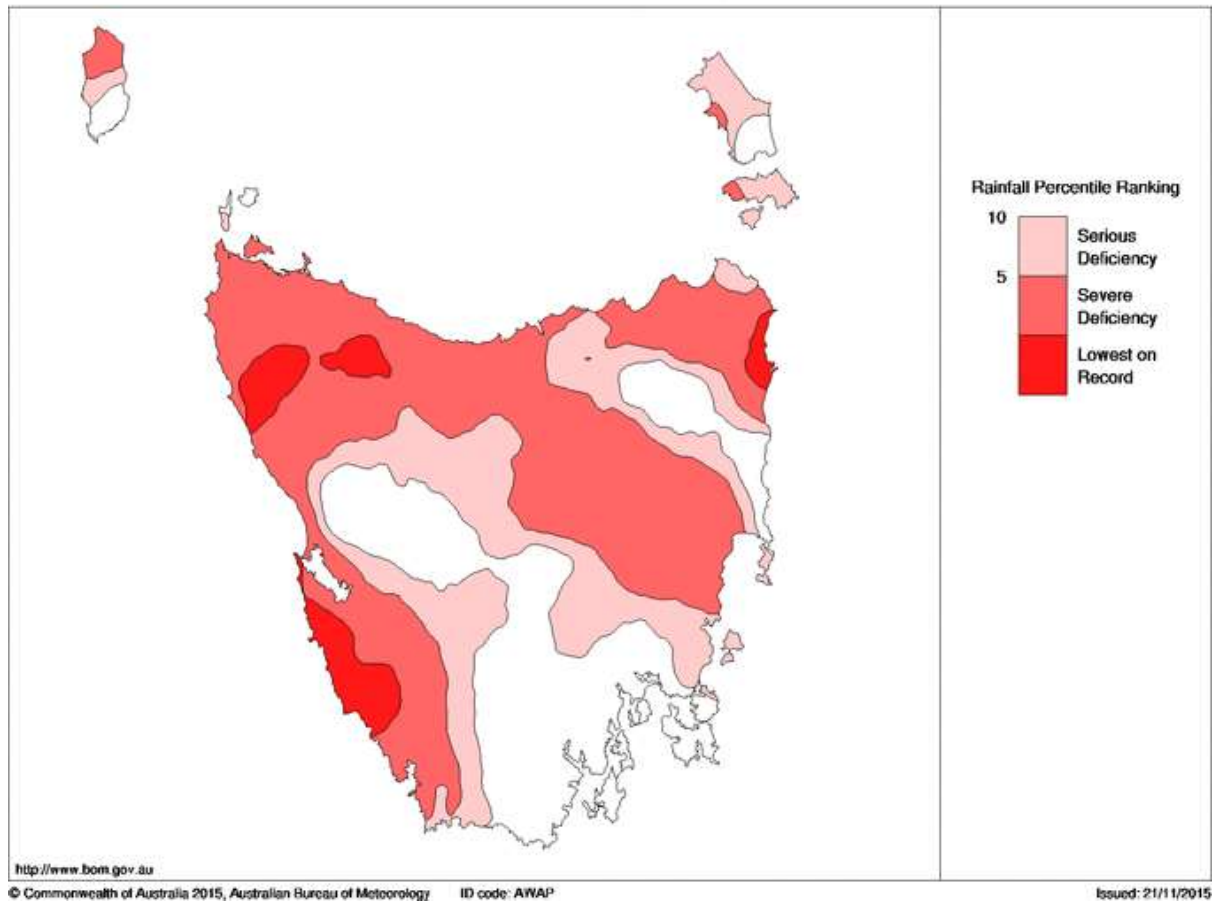 Rainfall Percentile Ranking
10
Serious
Deficiency
5
Severe
Deficiency
Lowest on
Record
http://www.bom.gov.au
© Commonwealth of Australia 2015, Australian Bureau of Meteorology ID code: AWAP Issued: 21/11/2015